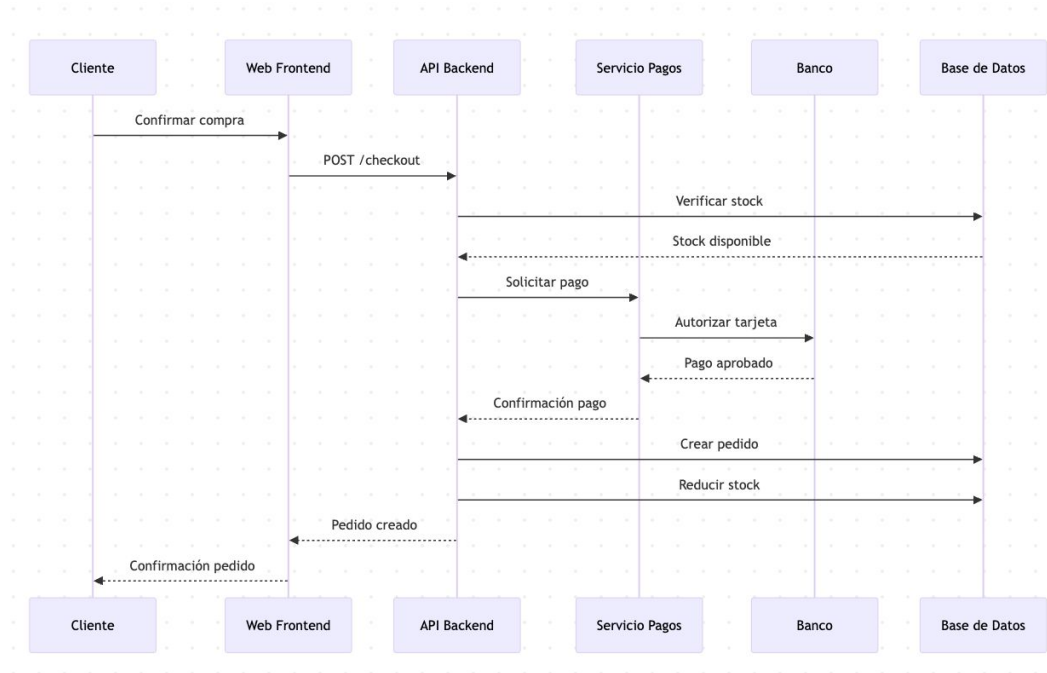 Cliente
Web Frontend
API Backend
Servicio Pagos
Banco
Base de Datos
Confirmar compra
POST /checkout
Verificar stock
Stock disponible
Solicitar pago
Autorizar tarjeta
Pago aprobado
Confirmación pago
Crear pedido
Reducir stock
Pedido creado
Confirmación pedido
Cliente
Web Frontend
API Backend
Servicio Pagos
Banco
Base de Datos